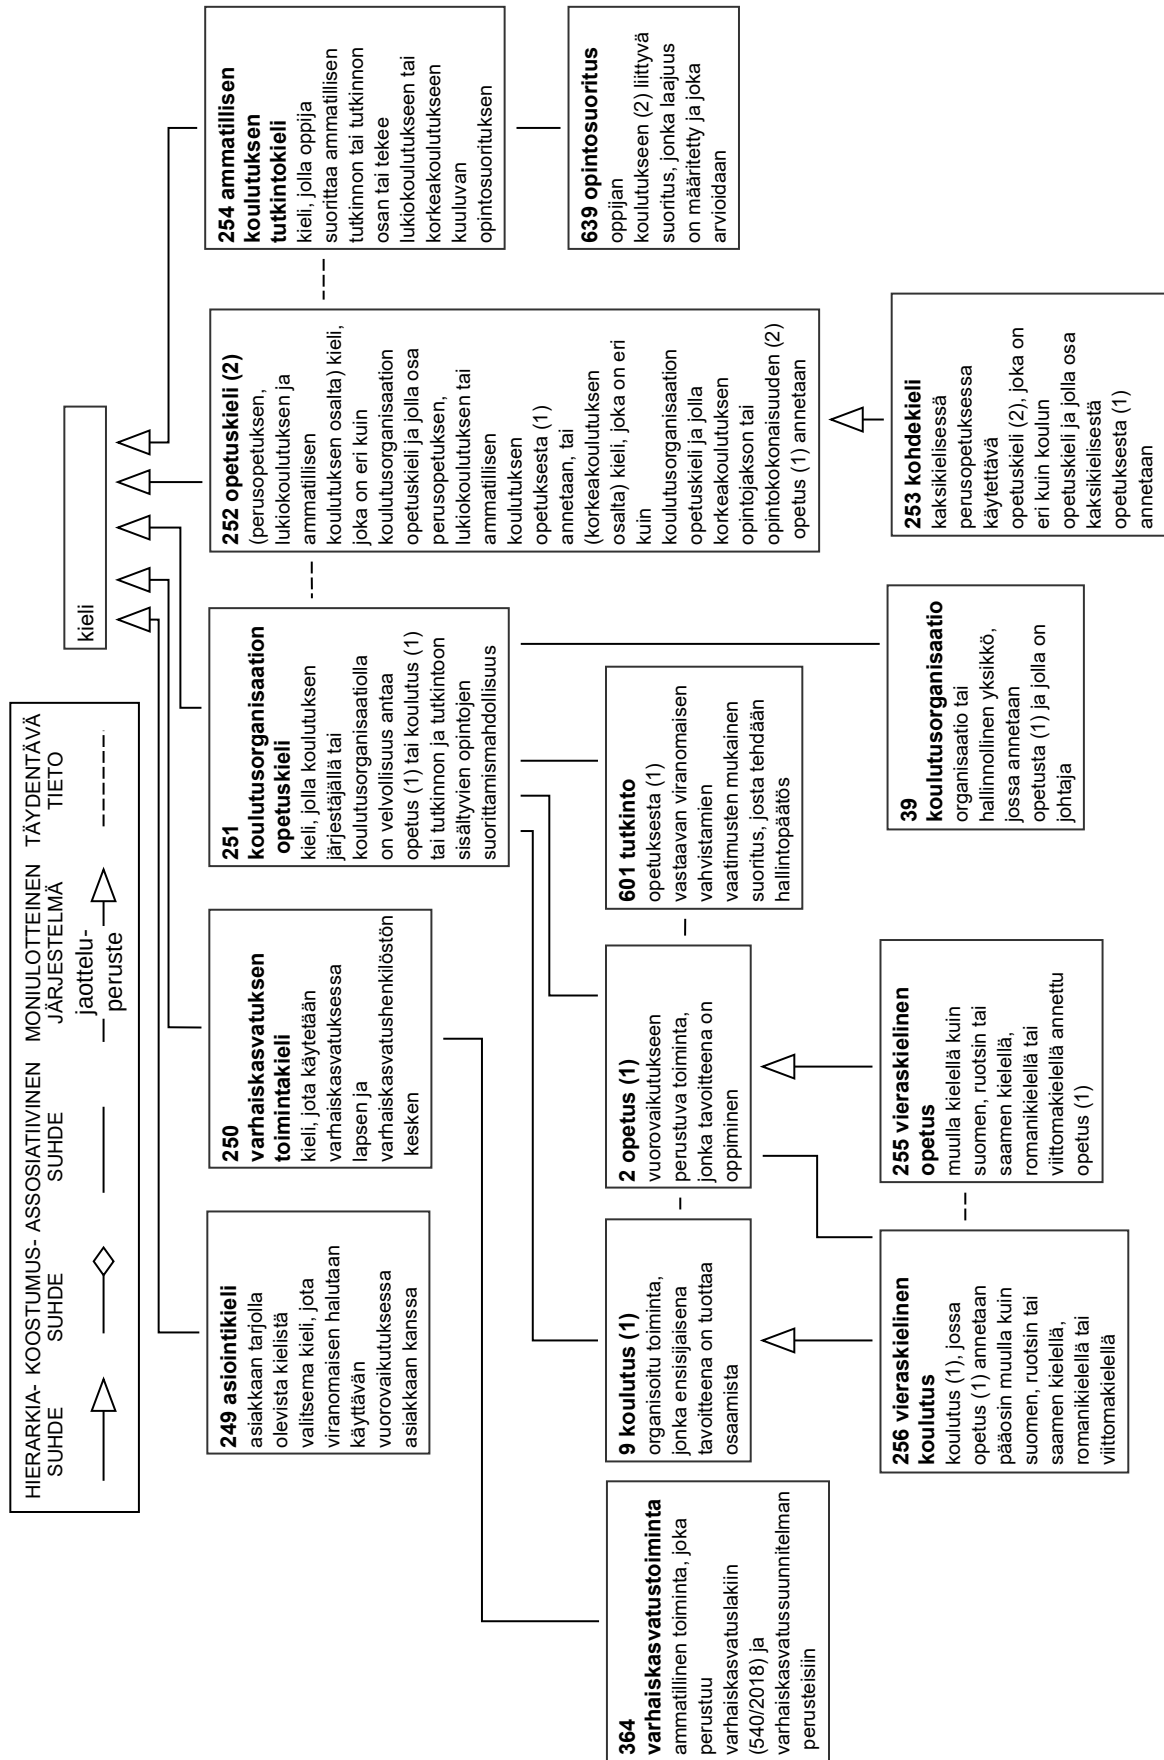 HIERARKIA-
SUHDE
KOOSTUMUS-
SUHDE
ASSOSIATIIVINEN
SUHDE
MONIULOTTEINEN
JÄRJESTELMÄ
jaottelu-
peruste
TÄYDENTÄVÄ
TIETO
kieli
249 asiointikieli
asiakkaan tarjolla
olevista kielistä
valitsema kieli, jota
viranomaisen halutaan
käyttävän
vuorovaikutuksessa
asiakkaan kanssa
250
varhaiskasvatuksen
toimintakieli
kieli, jota käytetään
varhaiskasvatuksessa
lapsen ja
varhaiskasvatushenkilöstön
kesken
251
koulutusorganisaation
opetuskieli
kieli, jolla koulutuksen
järjestäjällä tai
koulutusorganisaatiolla
on velvollisuus antaa
opetus (1) tai koulutus (1)
tai tutkinnon ja tutkintoon
sisältyvien opintojen
suorittamismahdollisuus
252 opetuskieli (2)
(perusopetuksen,
lukiokoulutuksen ja
ammatillisen
koulutuksen osalta) kieli,
joka on eri kuin
koulutusorganisaation
opetuskieli ja jolla osa
perusopetuksen,
lukiokoulutuksen tai
ammatillisen
koulutuksen
opetuksesta (1)
annetaan, tai
(korkeakoulutuksen
osalta) kieli, joka on eri
kuin
koulutusorganisaation
opetuskieli ja jolla
korkeakoulutuksen
opintojakson tai
opintokokonaisuuden (2)
opetus (1) annetaan
254 ammatillisen
koulutuksen
tutkintokieli
kieli, jolla oppija
suorittaa ammatillisen
tutkinnon tai tutkinnon
osan tai tekee
lukiokoulutukseen tai
korkeakoulutukseen
kuuluvan
opintosuorituksen
364
varhaiskasvatustoiminta
ammatillinen toiminta, joka
perustuu
varhaiskasvatuslakiin
(540/2018) ja
varhaiskasvatussuunnitelman
perusteisiin
9 koulutus (1)
organisoitu toiminta,
jonka ensisijaisena
tavoitteena on tuottaa
osaamista
2 opetus (1)
vuorovaikutukseen
perustuva toiminta,
jonka tavoitteena on
oppiminen
601 tutkinto
opetuksesta (1)
vastaavan viranomaisen
vahvistamien
vaatimusten mukainen
suoritus, josta tehdään
hallintopäätös
639 opintosuoritus
oppijan
koulutukseen (2) liittyvä
suoritus, jonka laajuus
on määritetty ja joka
arvioidaan
256 vieraskielinen
koulutus
koulutus (1), jossa
opetus (1) annetaan
pääosin muulla kuin
suomen, ruotsin tai
saamen kielellä,
romanikielellä tai
viittomakielellä
255 vieraskielinen
opetus
muulla kielellä kuin
suomen, ruotsin tai
saamen kielellä,
romanikielellä tai
viittomakielellä annettu
opetus (1)
39
koulutusorganisaatio
organisaatio tai
hallinnollinen yksikkö,
jossa annetaan
opetusta (1) ja jolla on
johtaja
253 kohdekieli
kaksikielisessä
perusopetuksessa
käytettävä
opetuskieli (2), joka on
eri kuin koulun
opetuskieli ja jolla osa
kaksikielisestä
opetuksesta (1)
annetaan